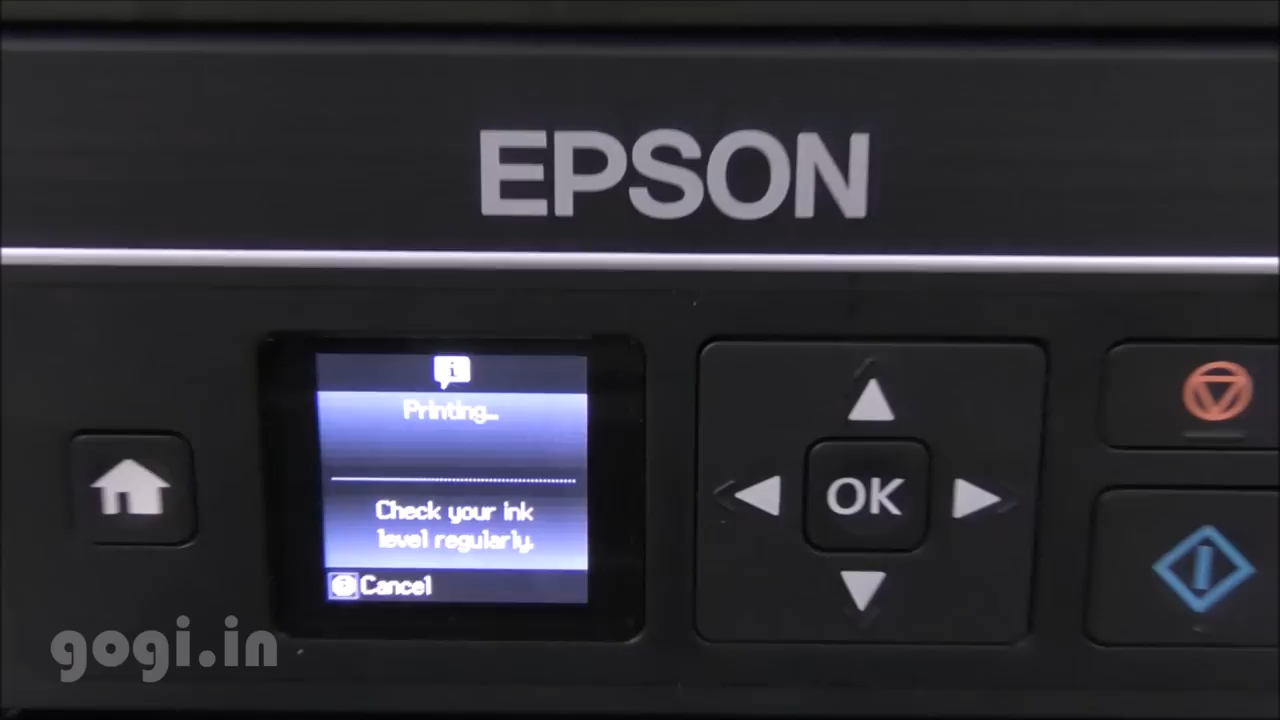 EPSON
i
Printing...
Check your ink
level regularly.
Cancel
OK
gogi.in